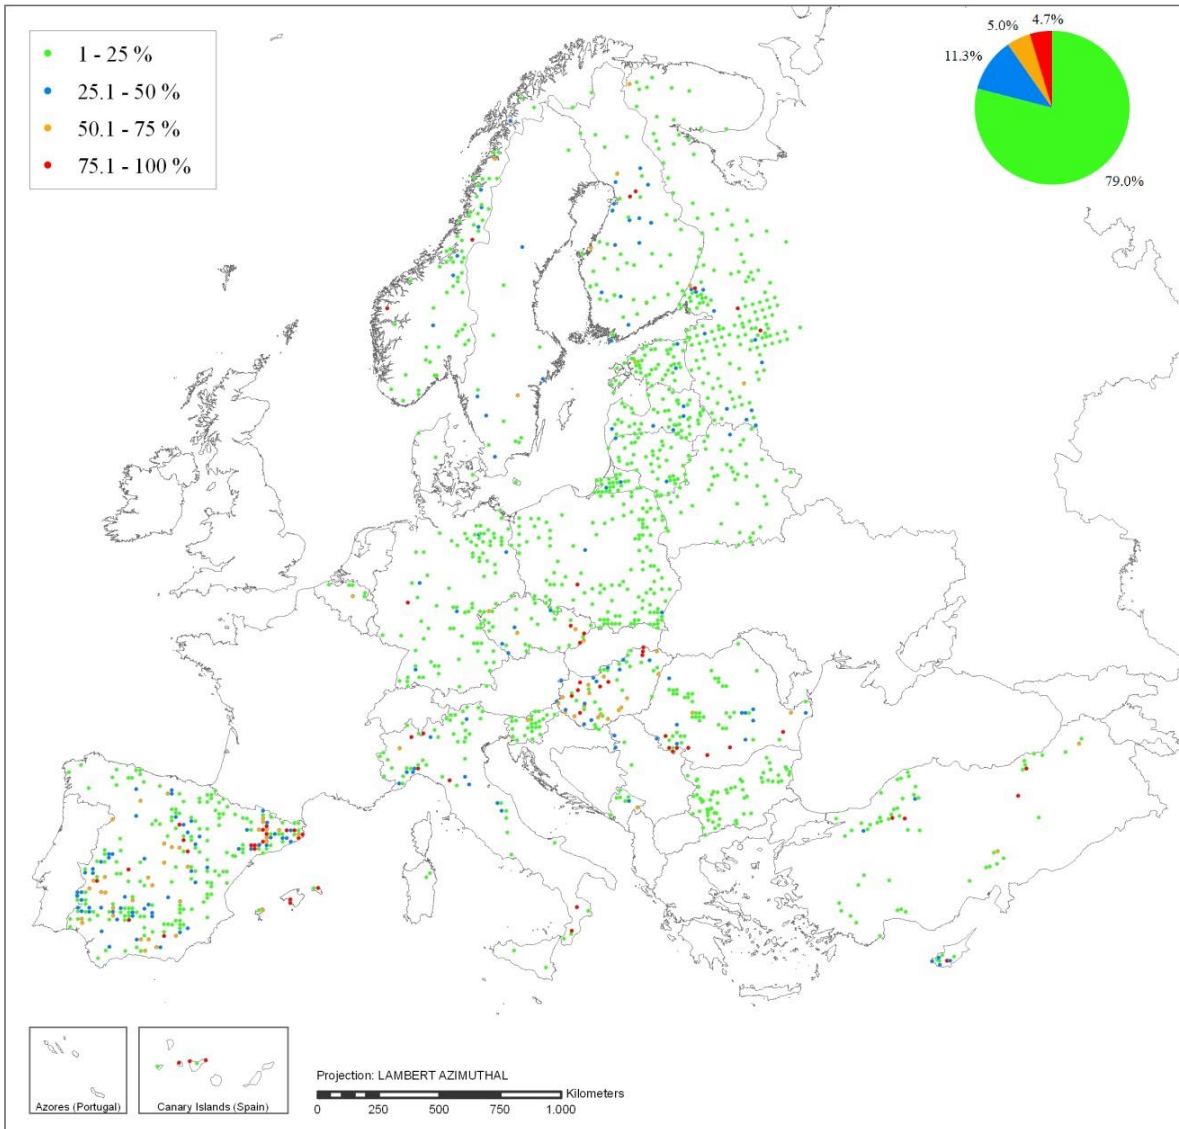 1 - 25 %
25.1 - 50 %
50.1 - 75 %
75.1 - 100 %
4.7%
5.0%
11.3%
79.0%
Projection: LAMBERT AZIMUTHAL
Kilometers
0 250 500 750 1.000
Azores (Portugal)
Canary Islands (Spain)